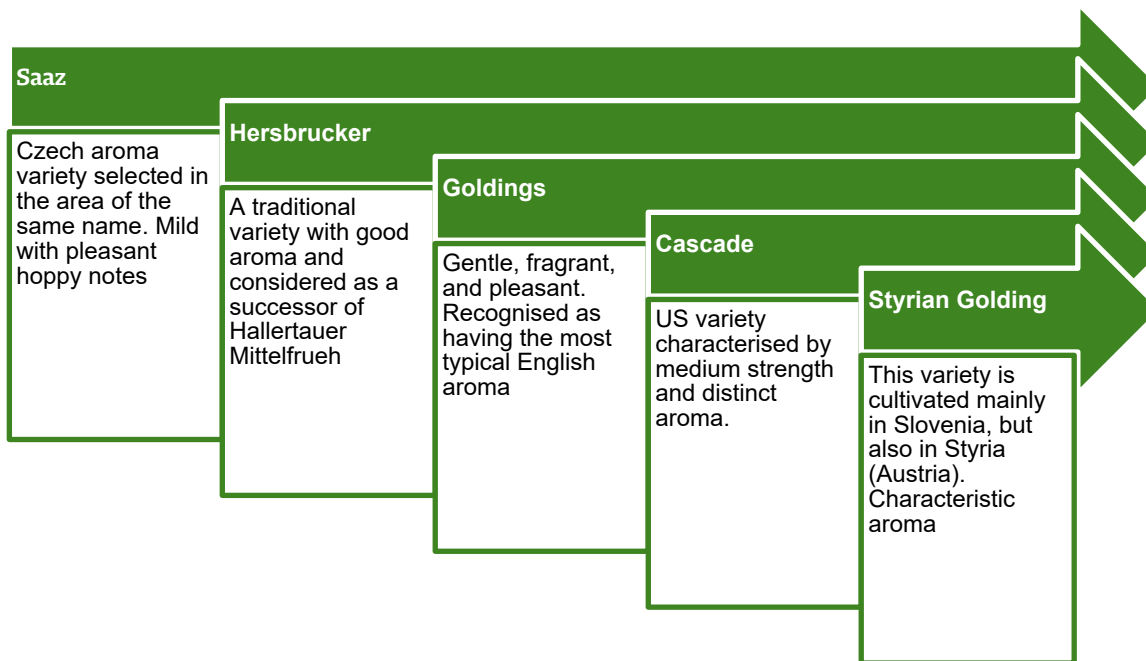 Saaz
Czech aroma
variety selected in
the area of the
same name. Mild
with pleasant
hoppy notes
Hersbrucker
A traditional
variety with good
aroma and
considered as a
successor of
Hallertauer
Mittelfrueh
Goldings
Gentle, fragrant,
and pleasant.
Recognised as
having the most
typical English
aroma
Cascade
US variety
characterised by
medium strength
and distinct
aroma.
Styrian Golding
This variety is
cultivated mainly
in Slovenia, but
also in Styria
(Austria).
Characteristic
aroma